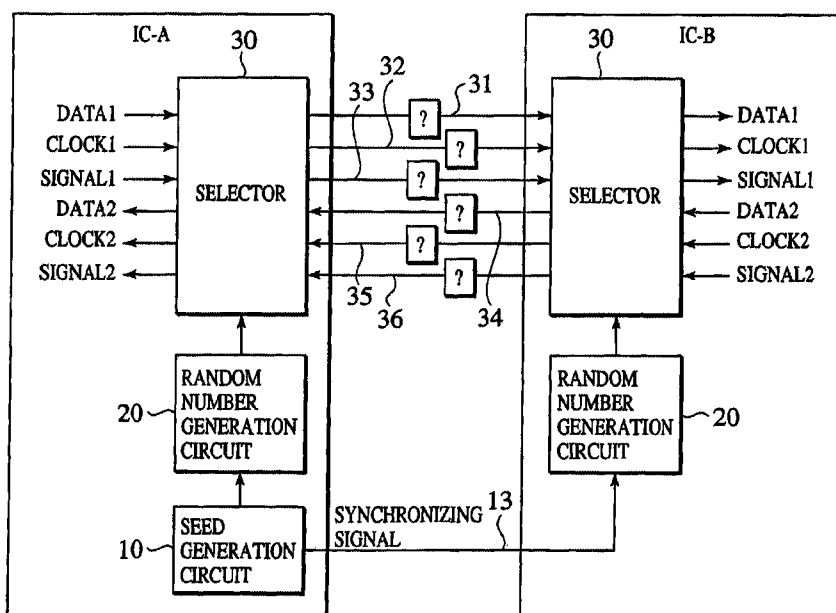 IC-A
IC-B
30
30
32
31
33
DATA1
CLOCK1
SIGNAL1
DATA2
CLOCK2
SIGNAL2
SELECTOR
?
?
?
?
?
?
SELECTOR
DATA1
CLOCK1
SIGNAL1
DATA2
CLOCK2
SIGNAL2
35
36
34
20
RANDOM
NUMBER
GENERATION
CIRCUIT
RANDOM
NUMBER
GENERATION
CIRCUIT
20
10
SEED
GENERATION
CIRCUIT
SYNCHRONIZING
SIGNAL
13